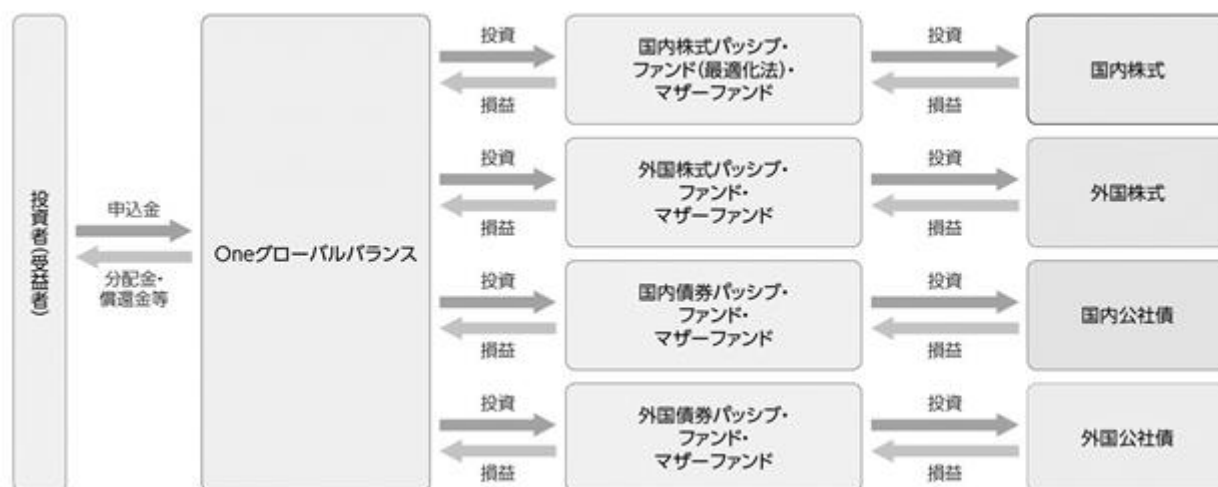 投資者(受益者)
申込金
分配金・
償還金等
Oneグローバルバランス
投資
損益
国内株式パッシブ・
ファンド(最適化法)・
マザーファンド
投資
損益
国内株式
投資
損益
外国株式パッシブ・
ファンド・
マザーファンド
投資
損益
外国株式
投資
損益
国内債券パッシブ・
ファンド・
マザーファンド
投資
損益
国内公社債
投資
損益
外国債券パッシブ・
ファンド・
マザーファンド
投資
損益
外国公社債